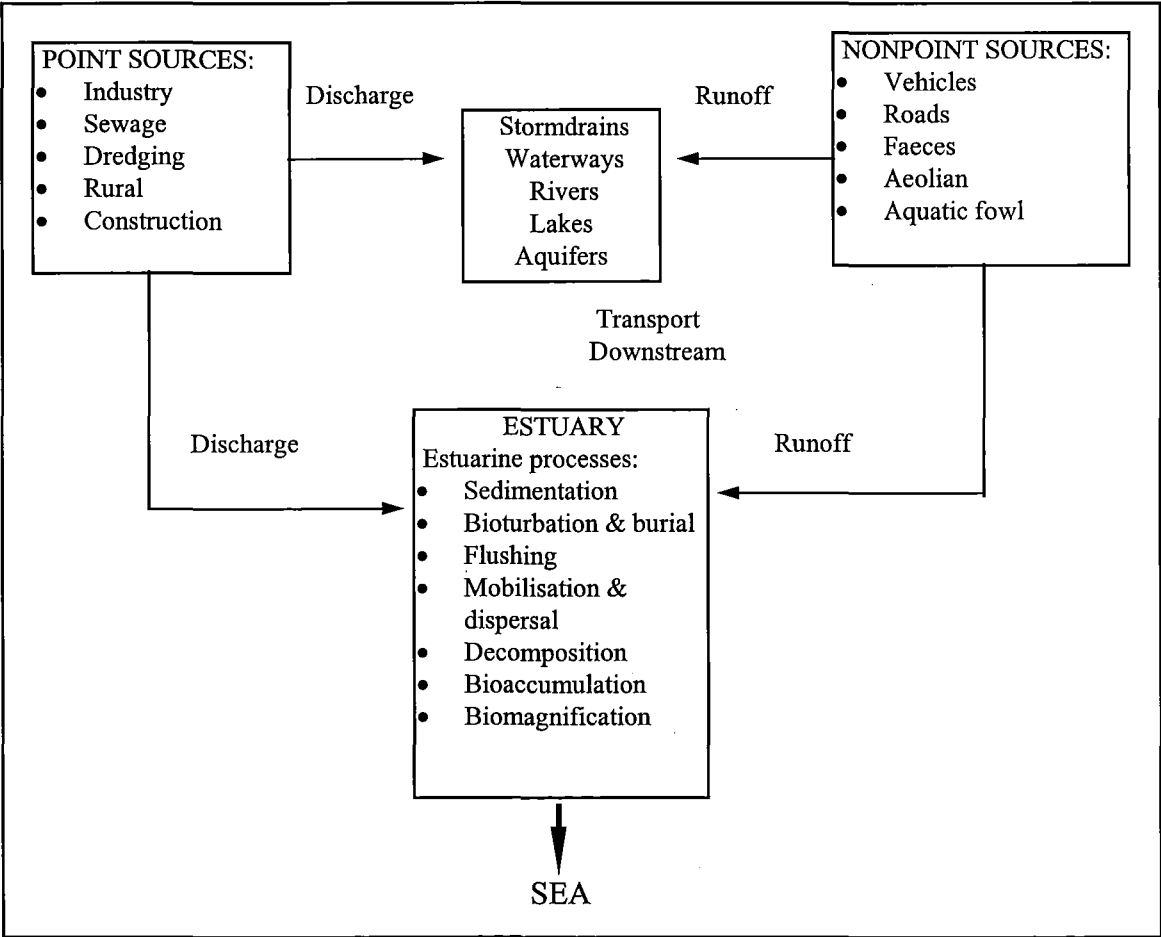 POINT SOURCES:
• Industry
• Sewage
• Dredging
• Rural
• Construction
Discharge
Stormdrains
Waterways
Rivers
Lakes
Aquifers
Runoff
NONPOINT SOURCES:
• Vehicles
• Roads
• Faeces
• Aeolian
• Aquatic fowl
Transport
Downstream
Discharge
ESTUARY
Estuarine processes:
• Sedimentation
• Bioturbation & burial
• Flushing
• Mobilisation &
dispersal
• Decomposition
• Bioaccumulation
• Biomagnification
Runoff
SEA